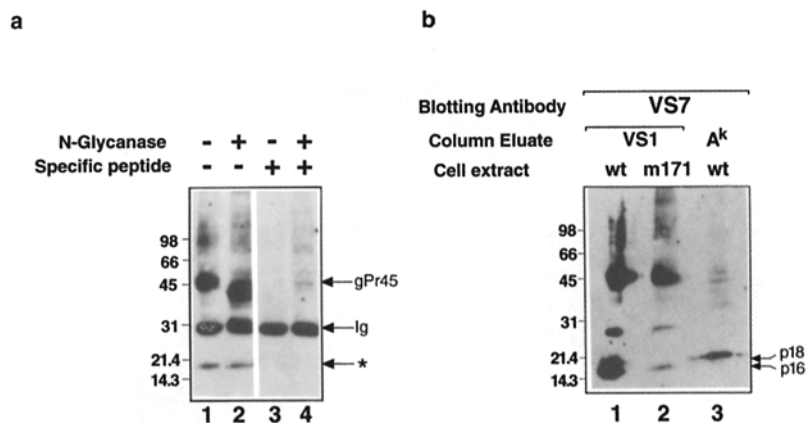 a
N-Glycanase - + - +
Specific peptide - - + +
98
66
45
31
21.4
14.3
gPr45
Ig
*
1 2 3 4
b
Blotting Antibody VS7
Column Eluate VS1 Aᵏ
Cell extract wt m171 wt
98
66
45
31
21.4
14.3
p18
p16
1 2 3